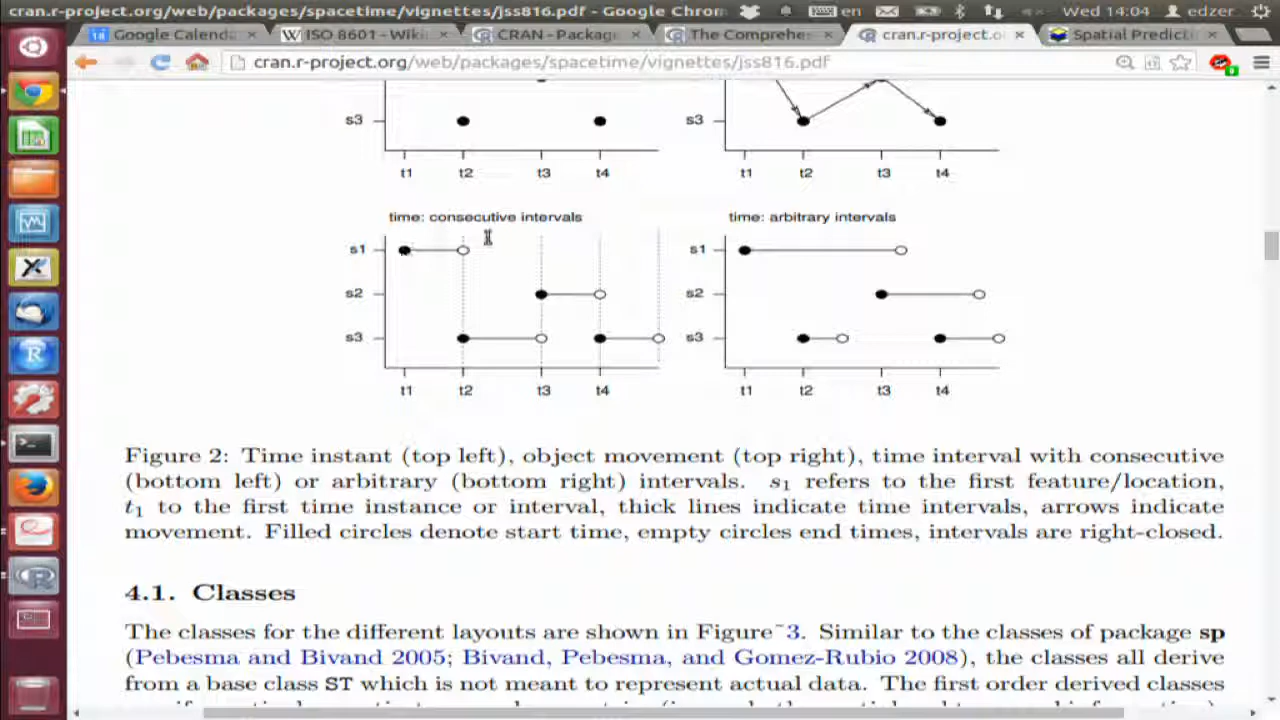 cran.r-project.org/web/packages/spacetime/vignettes/jss816.pdf - Google Chrom
en
Wed 14:04
edzer
Google Calenda
ISO 8601 - Wiki
CRAN - Package
The Comprehe
cran.r-project.o
Spatial Predicti
cran.r-project.org/web/packages/spacetime/vignettes/jss816.pdf
s3
s3
t1 t2 t3 t4
t1 t2 t3 t4
time: consecutive intervals
time: arbitrary intervals
s1
s2
s3
t1 t2 t3 t4
s1
s2
s3
t1 t2 t3 t4
Figure 2: Time instant (top left), object movement (top right), time interval with consecutive
(bottom left) or arbitrary (bottom right) intervals. s1 refers to the first feature/location,
t1 to the first time instance or interval, thick lines indicate time intervals, arrows indicate
movement. Filled circles denote start time, empty circles end times, intervals are right-closed.
4.1. Classes
The classes for the different layouts are shown in Figure˜3. Similar to the classes of package sp
(Pebesma and Bivand 2005; Bivand, Pebesma, and Gomez-Rubio 2008), the classes all derive
from a base class ST which is not meant to represent actual data. The first order derived classes